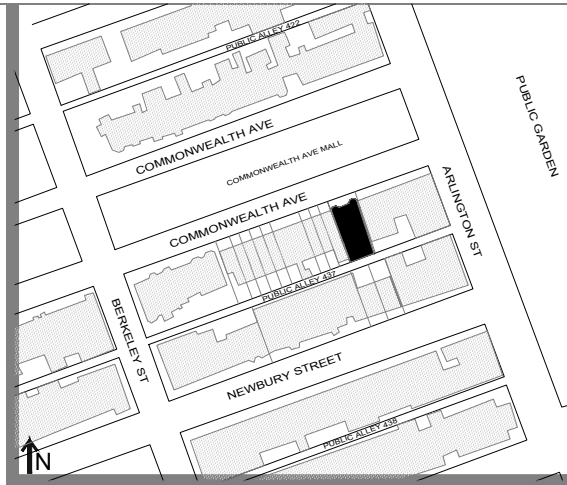 PUBLIC ALLEY 422
PUBLIC GARDEN
COMMONWEALTH AVE
COMMONWEALTH AVE MALL
ARLINGTON ST
COMMONWEALTH AVE
PUBLIC ALLEY 437
BERKELEY ST
NEWBURY STREET
PUBLIC ALLEY 438
N